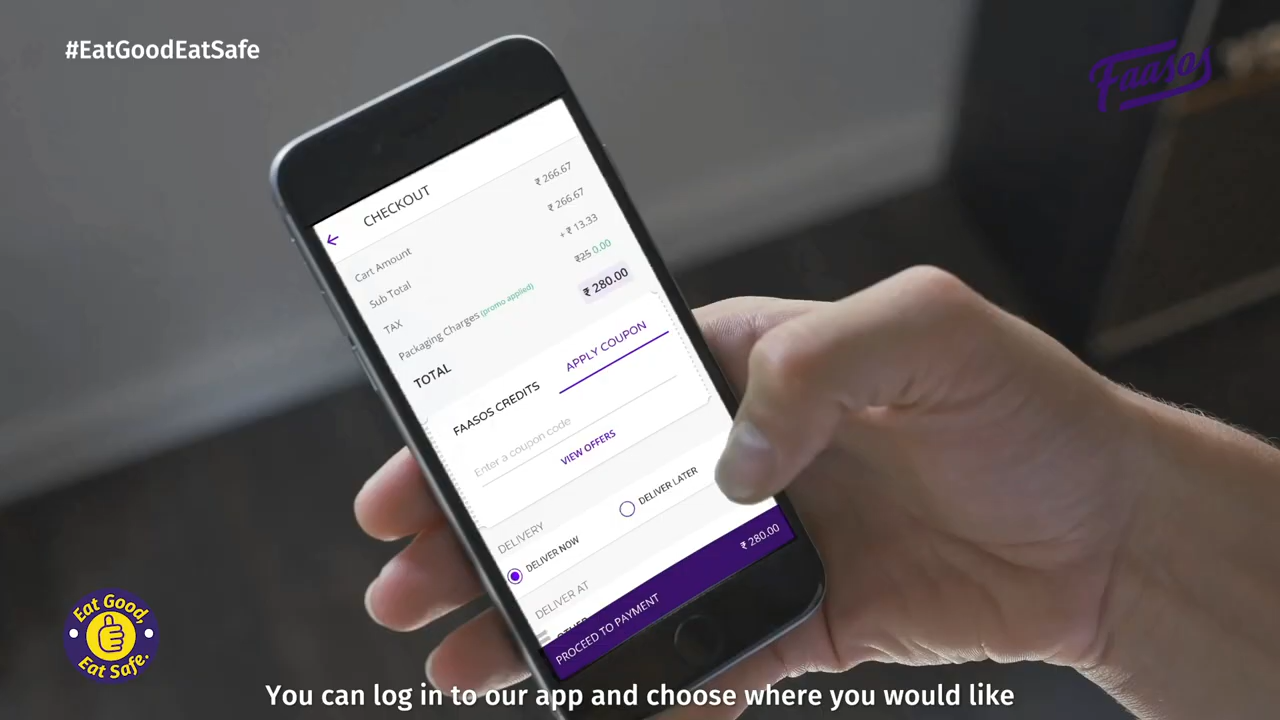 #EatGoodEatSafe
Faasos
CHECKOUT
Cart Amount ₹ 266.67
Sub Total ₹ 266.67
TAX + ₹ 13.33
Packaging Charges (promo applied) ₹25 0.00
TOTAL ₹ 280.00
FAASOS CREDITS APPLY COUPON
Enter a coupon code
VIEW OFFERS
DELIVERY
DELIVER NOW DELIVER LATER
DELIVER AT
PROCEED TO PAYMENT ₹ 280.00
Eat Good,
Eat Safe.
You can log in to our app and choose where you would like